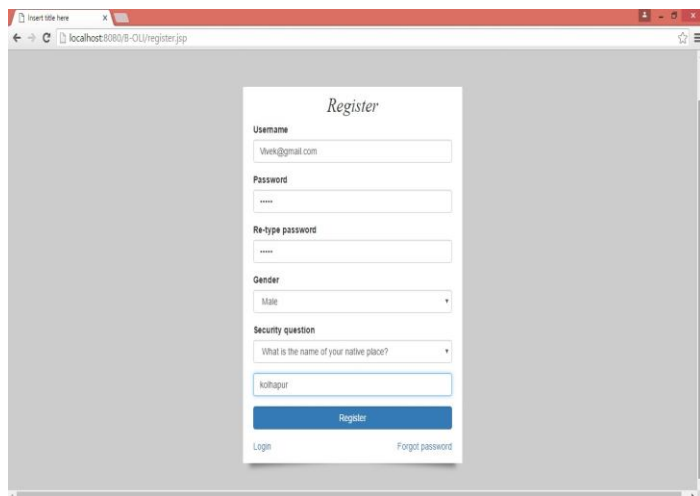 Insert title here
localhost:8080/B-OLI/register.jsp
Register
Username
Vivek@gmail.com
Password
•••••
Re-type password
•••••
Gender
Male
Security question
What is the name of your native place?
kolhapur
Register
Login Forgot password